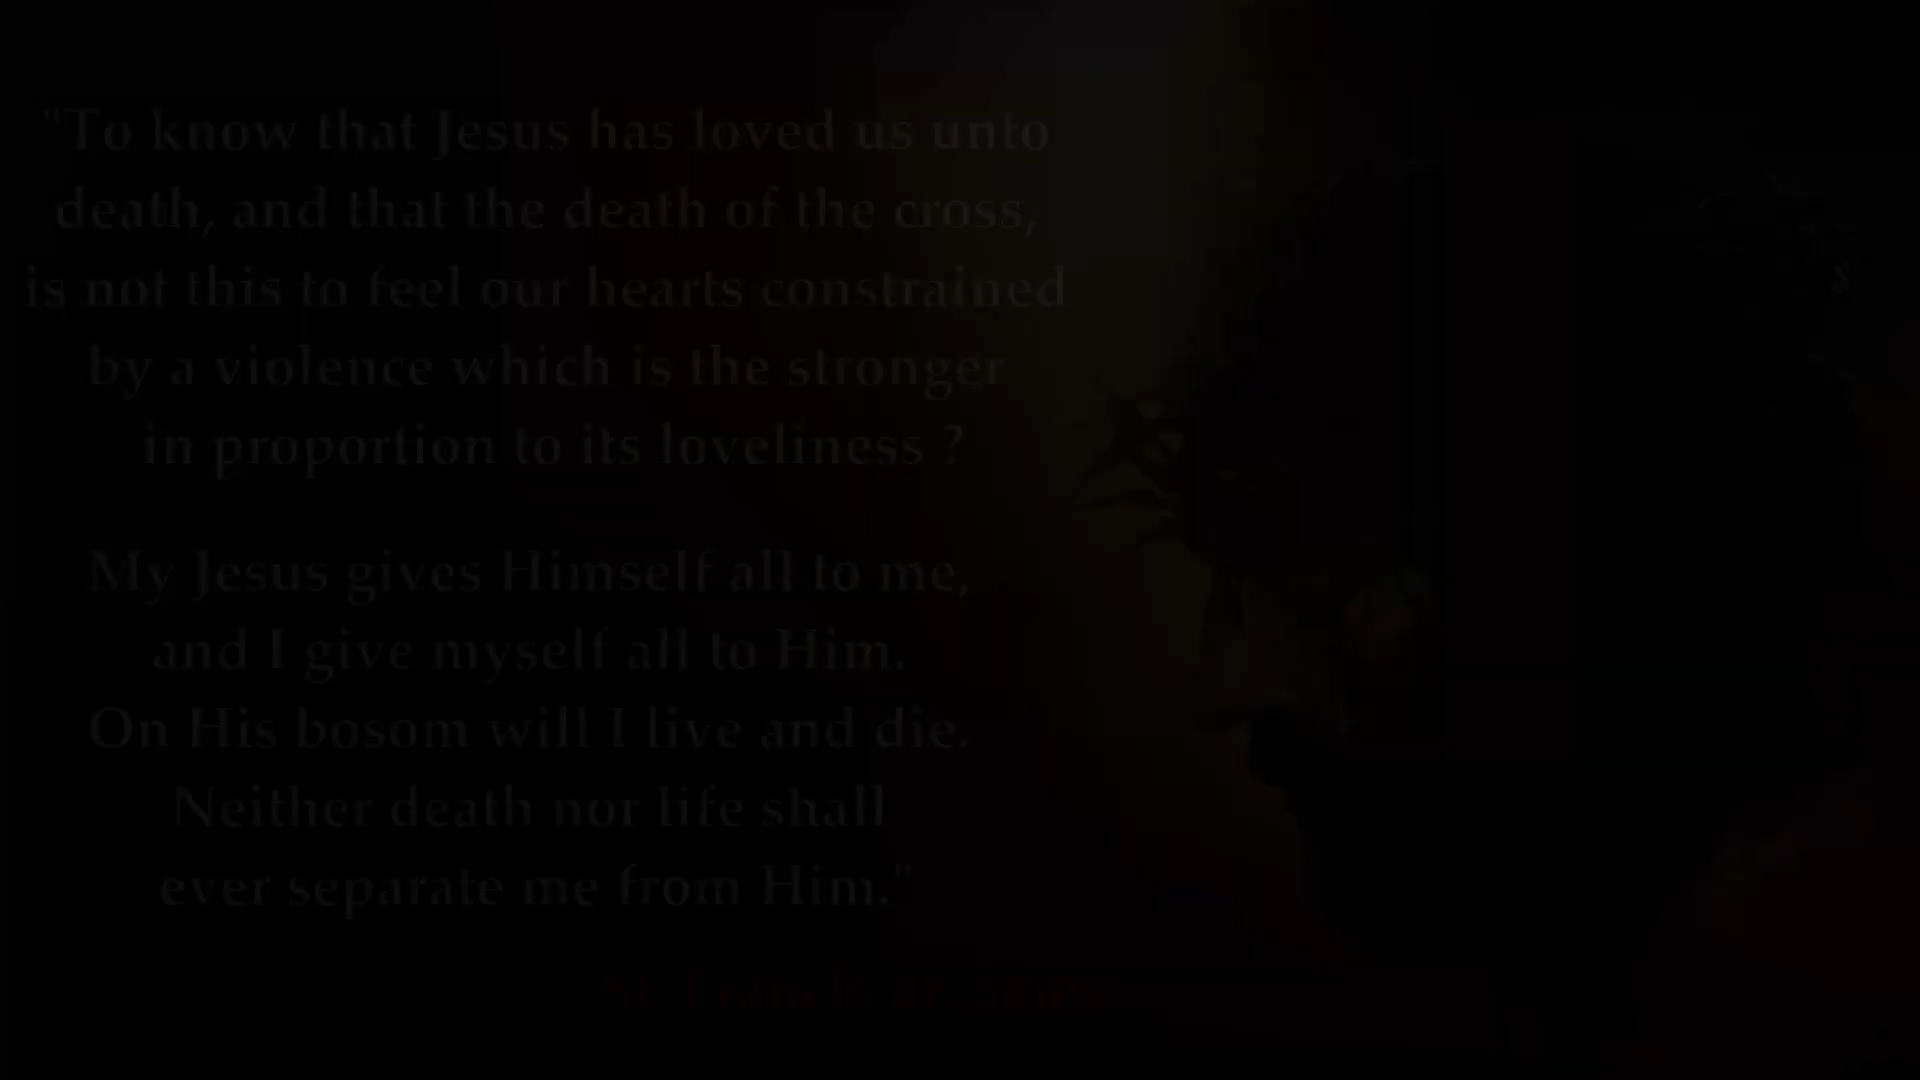 "To know that Jesus has loved us unto
death, and that the death of the cross,
is not this to feel our hearts constrained
by a violence which is the stronger
in proportion to its loveliness ?
My Jesus gives Himself all to me,
and I give myself all to Him.
On His bosom will I live and die.
Neither death nor life shall
ever separate me from Him."
St. Francis de Sales